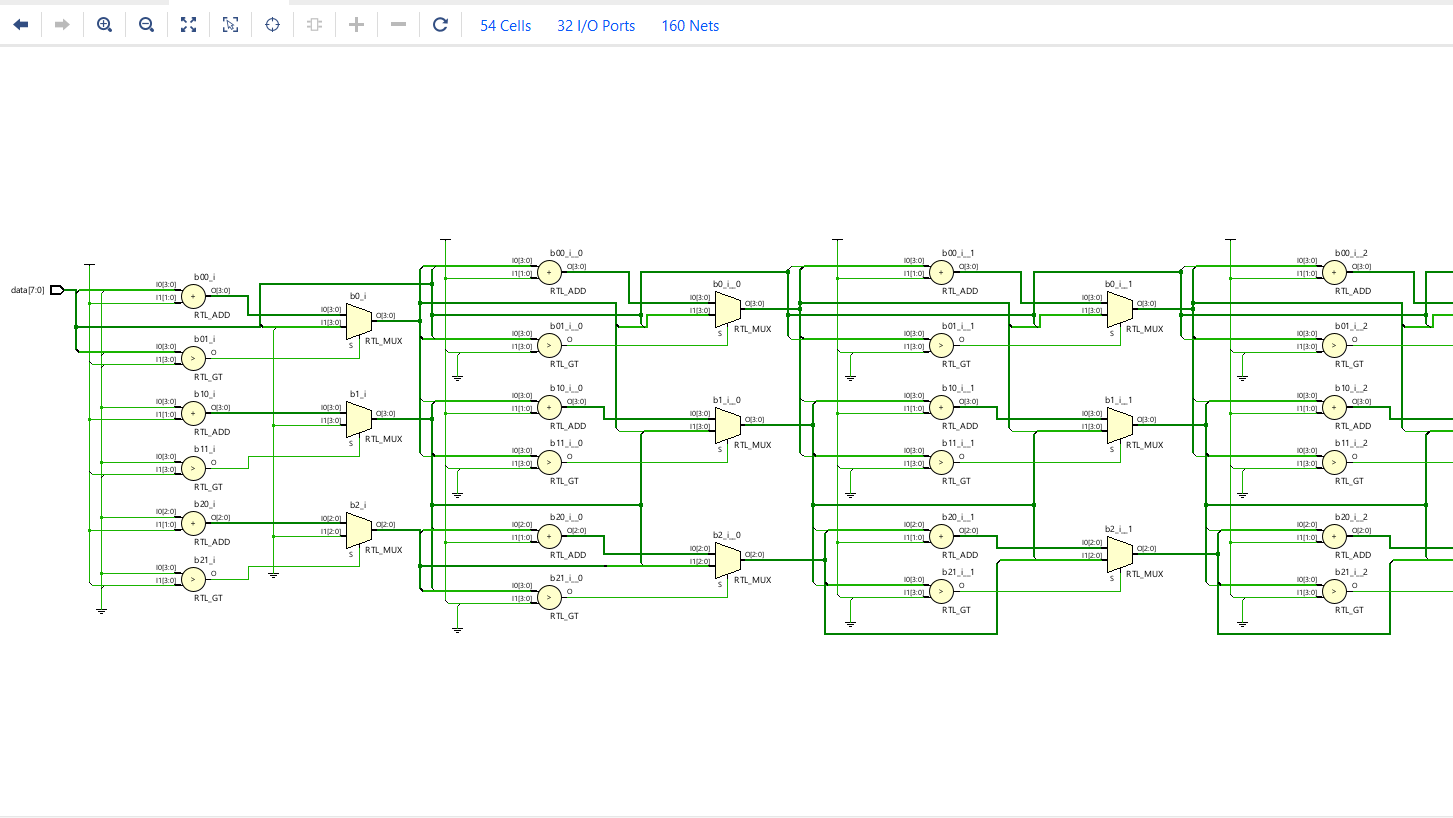 54 Cells 32 I/O Ports 160 Nets
data[7:0]
b00_i
I0[3:0]
I1[1:0]
O[3:0]
RTL_ADD
b01_i
I0[3:0]
I1[3:0]
O
RTL_GT
b0_i
I0[3:0]
I1[3:0]
O[3:0]
S
RTL_MUX
b10_i
I0[3:0]
I1[1:0]
O[3:0]
RTL_ADD
b11_i
I0[3:0]
I1[3:0]
O
RTL_GT
b1_i
I0[3:0]
I1[3:0]
O[3:0]
S
RTL_MUX
b20_i
I0[2:0]
I1[1:0]
O[2:0]
RTL_ADD
b21_i
I0[3:0]
I1[3:0]
O
RTL_GT
b2_i
I0[2:0]
I1[2:0]
O[2:0]
S
RTL_MUX
b00_i__0
I0[3:0]
I1[1:0]
O[3:0]
RTL_ADD
b01_i__0
I0[3:0]
I1[3:0]
O
RTL_GT
b0_i__0
I0[3:0]
I1[3:0]
O[3:0]
S
RTL_MUX
b10_i__0
I0[3:0]
I1[1:0]
O[3:0]
RTL_ADD
b11_i__0
I0[3:0]
I1[3:0]
O
RTL_GT
b1_i__0
I0[3:0]
I1[3:0]
O[3:0]
S
RTL_MUX
b20_i__0
I0[2:0]
I1[1:0]
O[2:0]
RTL_ADD
b21_i__0
I0[3:0]
I1[3:0]
O
RTL_GT
b2_i__0
I0[2:0]
I1[2:0]
O[2:0]
S
RTL_MUX
b00_i__1
I0[3:0]
I1[1:0]
O[3:0]
RTL_ADD
b01_i__1
I0[3:0]
I1[3:0]
O
RTL_GT
b0_i__1
I0[3:0]
I1[3:0]
O[3:0]
S
RTL_MUX
b10_i__1
I0[3:0]
I1[1:0]
O[3:0]
RTL_ADD
b11_i__1
I0[3:0]
I1[3:0]
O
RTL_GT
b1_i__1
I0[3:0]
I1[3:0]
O[3:0]
S
RTL_MUX
b20_i__1
I0[2:0]
I1[1:0]
O[2:0]
RTL_ADD
b21_i__1
I0[3:0]
I1[3:0]
O
RTL_GT
b2_i__1
I0[2:0]
I1[2:0]
O[2:0]
S
RTL_MUX
b00_i__2
I0[3:0]
I1[1:0]
O[3:0]
RTL_ADD
b01_i__2
I0[3:0]
I1[3:0]
O
RTL_GT
b10_i__2
I0[3:0]
I1[1:0]
O[3:0]
RTL_ADD
b11_i__2
I0[3:0]
I1[3:0]
O
RTL_GT
b20_i__2
I0[2:0]
I1[1:0]
O[2:0]
RTL_ADD
b21_i__2
I0[3:0]
I1[3:0]
O
RTL_GT